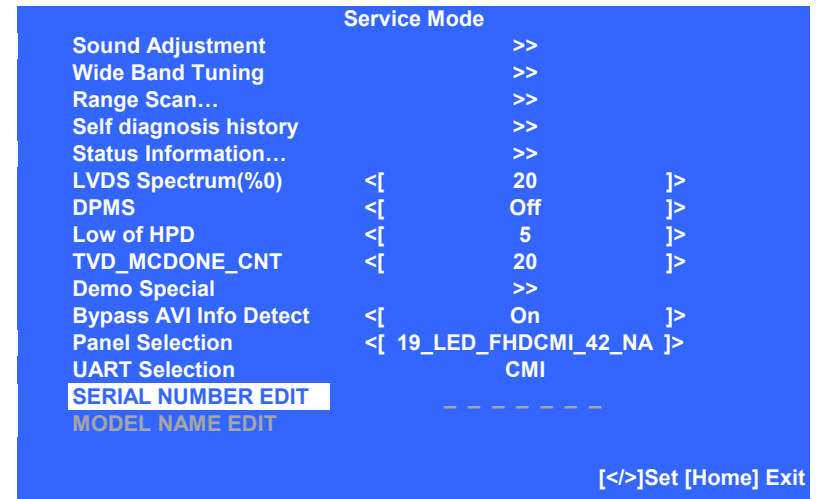 Service Mode
Sound Adjustment >>
Wide Band Tuning >>
Range Scan… >>
Self diagnosis history >>
Status Information… >>
LVDS Spectrum(%0) <[ 20 ]>
DPMS <[ Off ]>
Low of HPD <[ 5 ]>
TVD_MCDONE_CNT <[ 20 ]>
Demo Special >>
Bypass AVI Info Detect <[ On ]>
Panel Selection <[ 19_LED_FHDCMI_42_NA ]>
UART Selection CMI
SERIAL NUMBER EDIT _ _ _ _ _ _ _
MODEL NAME EDIT
[</>]Set [Home] Exit